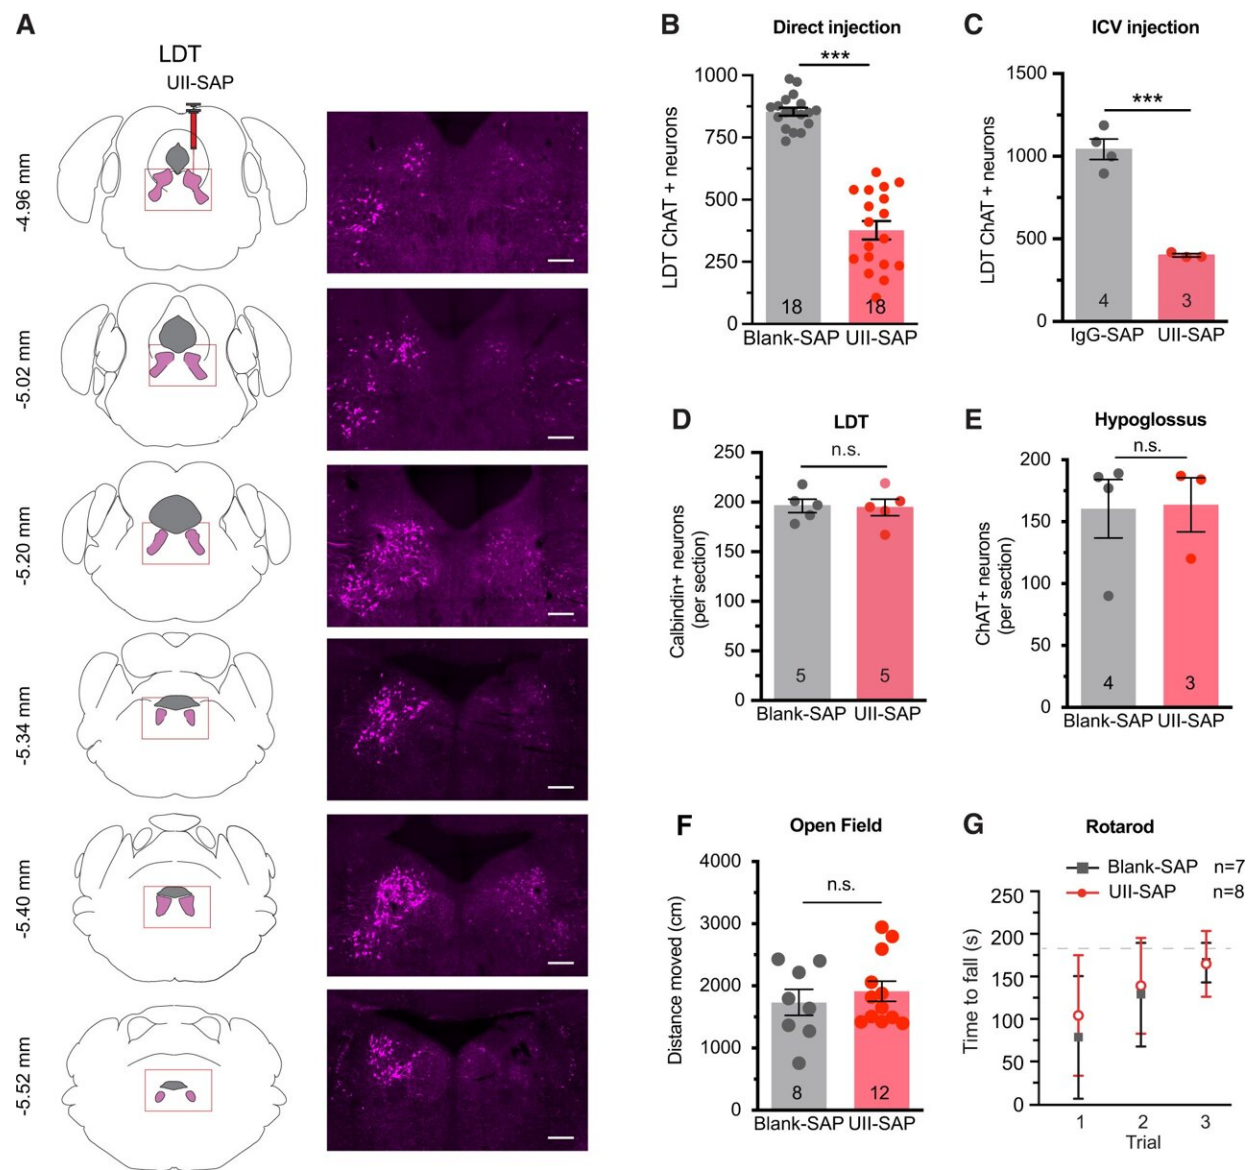 A
LDT
UII-SAP
-4.96 mm
-5.02 mm
-5.20 mm
-5.34 mm
-5.40 mm
-5.52 mm
B
Direct injection
***
LDT ChAT + neurons
1000
750
500
250
0
18
18
Blank-SAP UII-SAP
C
ICV injection
***
LDT ChAT + neurons
1500
1000
500
0
4
3
IgG-SAP UII-SAP
D
LDT
n.s.
Calbindin+ neurons
(per section)
250
200
150
100
50
0
5
5
Blank-SAP UII-SAP
E
Hypoglossus
n.s.
ChAT+ neurons
(per section)
200
150
100
50
0
4
3
Blank-SAP UII-SAP
F
Open Field
n.s.
Distance moved (cm)
4000
3000
2000
1000
0
8
12
Blank-SAP UII-SAP
G
Rotarod
Blank-SAP n=7
UII-SAP n=8
Time to fall (s)
250
200
150
100
50
0
1 2 3
Trial